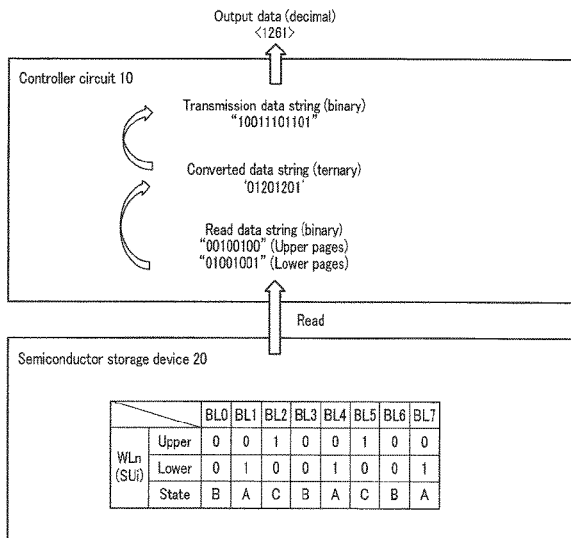 Output data (decimal)
<1261>
Controller circuit 10
Transmission data string (binary)
"10011101101"
Converted data string (ternary)
'01201201'
Read data string (binary)
"00100100" (Upper pages)
"01001001" (Lower pages)
Read
Semiconductor storage device 20
BL0 BL1 BL2 BL3 BL4 BL5 BL6 BL7
WLn (SUi)
Upper 0 0 1 0 0 1 0 0
Lower 0 1 0 0 1 0 0 1
State B A C B A C B A